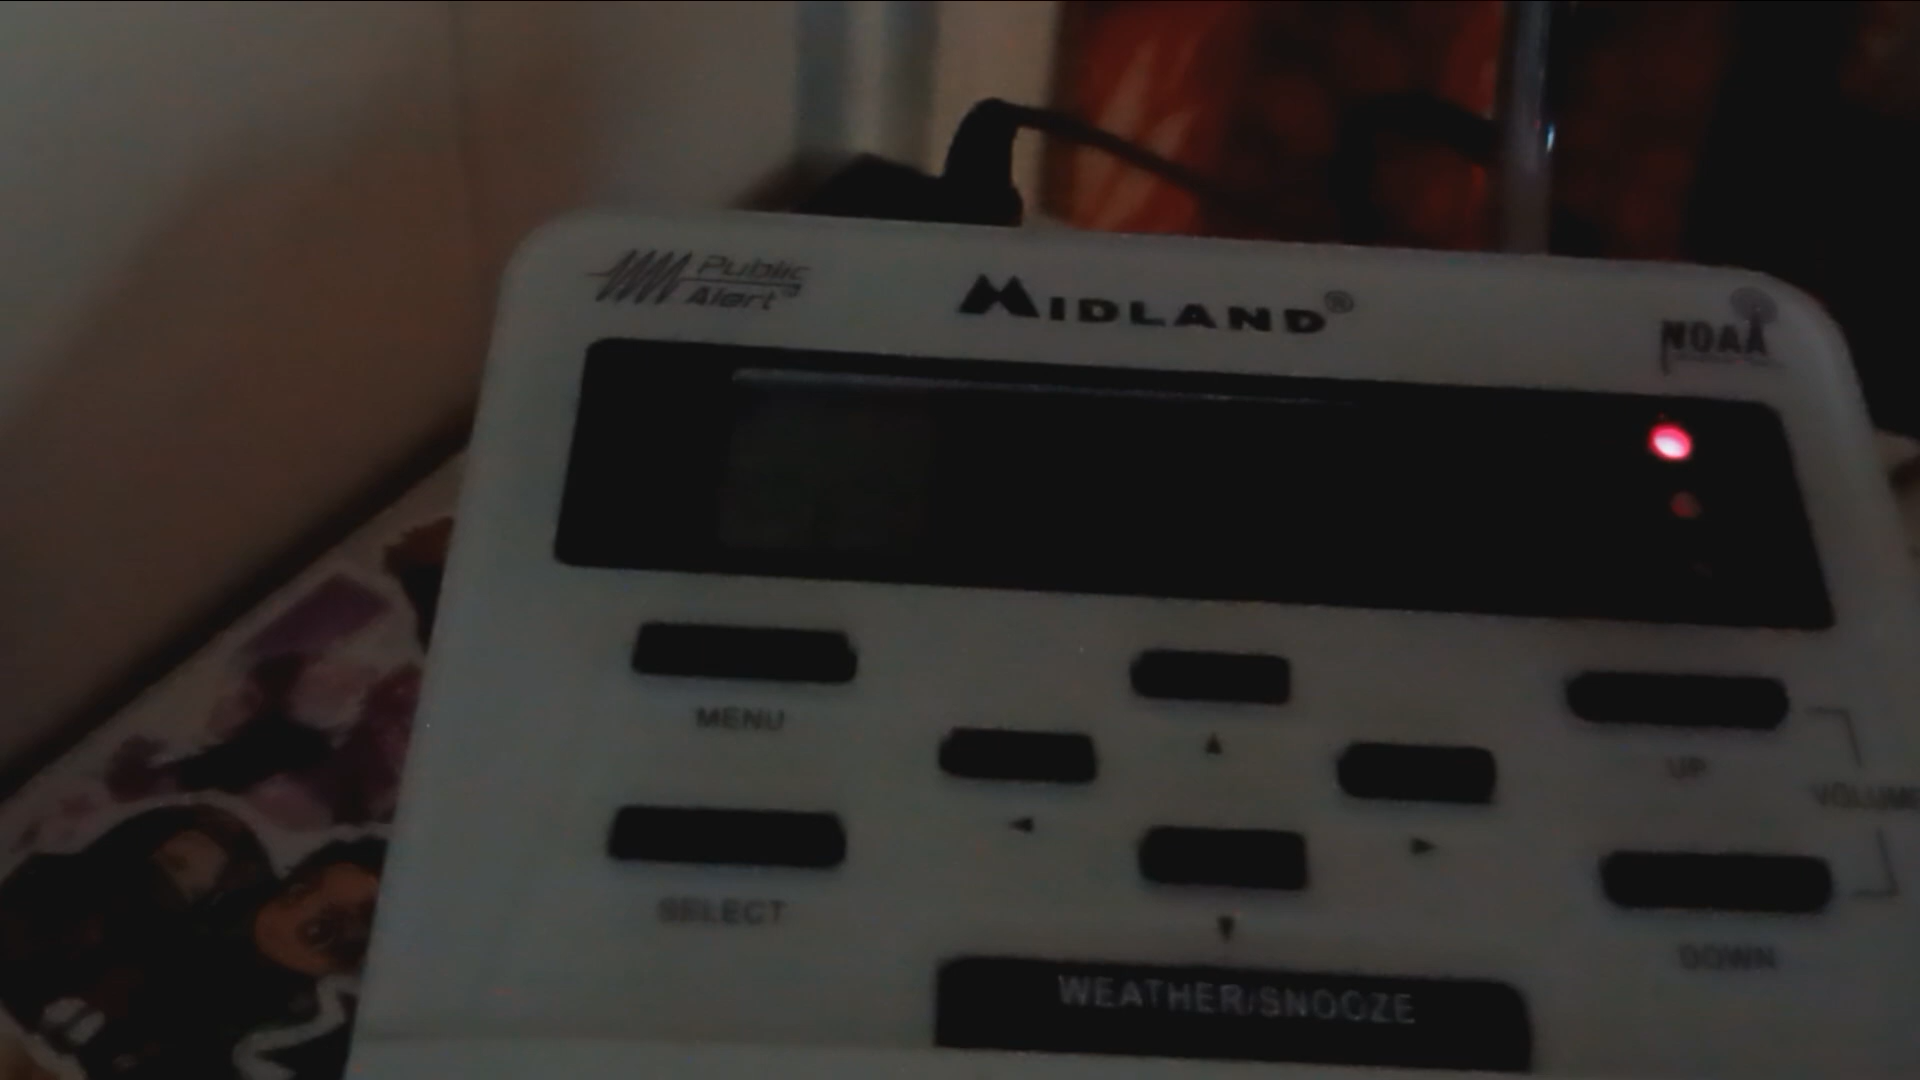 Public
Alert®
MIDLAND®
NOAA
MENU
UP
VOLUME
SELECT
DOWN
WEATHER/SNOOZE